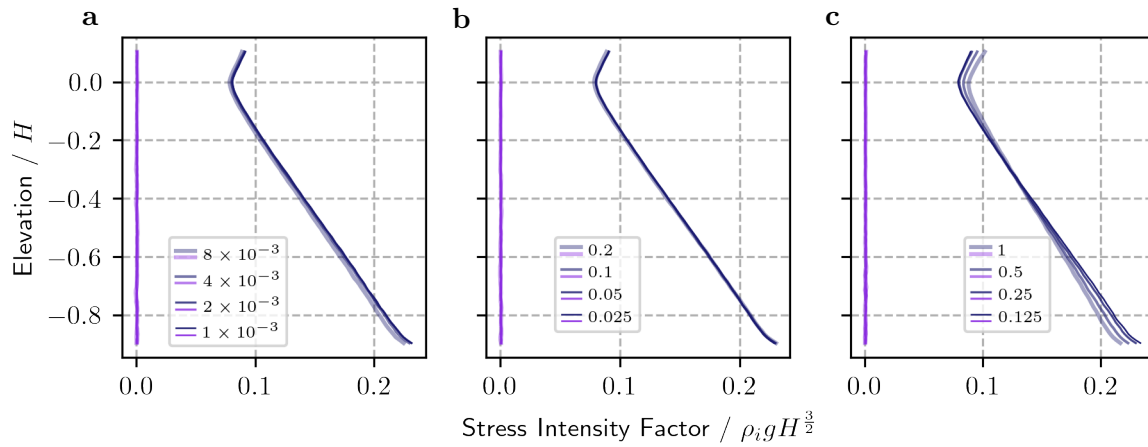 a b c
0.0
−0.2
−0.4
−0.6
−0.8
Elevation / H
8 × 10⁻³
4 × 10⁻³
2 × 10⁻³
1 × 10⁻³
0.2
0.1
0.05
0.025
1
0.5
0.25
0.125
0.0 0.1 0.2 0.0 0.1 0.2 0.0 0.1 0.2
Stress Intensity Factor / ρᵢgH^{3/2}